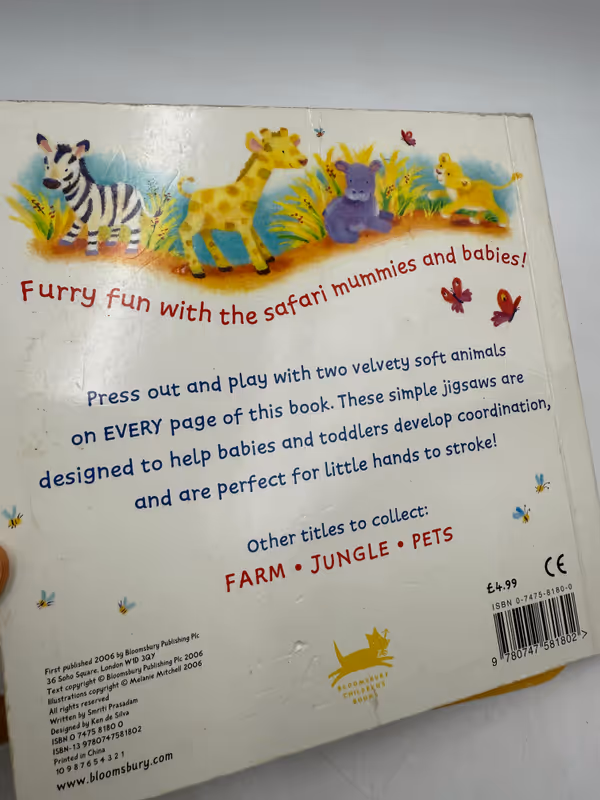 Furry fun with the safari mummies and babies!
Press out and play with two velvety soft animals
on EVERY page of this book. These simple jigsaws are
designed to help babies and toddlers develop coordination,
and are perfect for little hands to stroke!
Other titles to collect:
FARM • JUNGLE • PETS
£4.99
CE
ISBN 0-7475-8180-0
9 780747 581802 >
BLOOMSBURY
CHILDREN'S
BOOKS
First published 2006 by Bloomsbury Publishing Plc
36 Soho Square, London W1D 3QY
Text copyright © Bloomsbury Publishing Plc 2006
Illustrations copyright © Melanie Mitchell 2006
All rights reserved
Written by Smriti Prasadam
Designed by Ken de Silva
ISBN 0 7475 8180 0
ISBN-13 9780747581802
Printed in China
10 9 8 7 6 5 4 3 2 1
www.bloomsbury.com